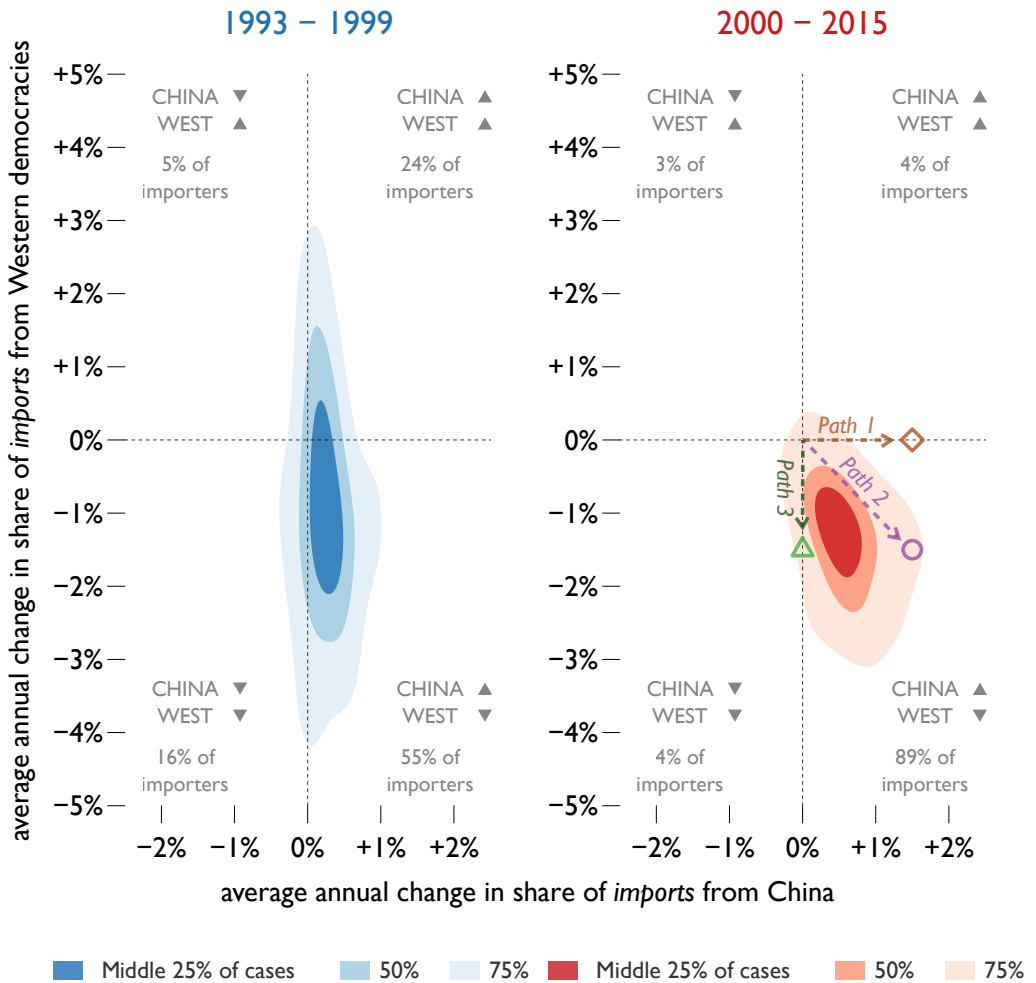 1993 – 1999
2000 – 2015
average annual change in share of imports from Western democracies
+5%
+4%
+3%
+2%
+1%
0%
−1%
−2%
−3%
−4%
−5%
CHINA ▼
WEST ▲
5% of
importers
CHINA ▲
WEST ▲
24% of
importers
CHINA ▼
WEST ▼
16% of
importers
CHINA ▲
WEST ▼
55% of
importers
−2% −1% 0% +1% +2%
+5%
+4%
+3%
+2%
+1%
0%
−1%
−2%
−3%
−4%
−5%
CHINA ▼
WEST ▲
3% of
importers
CHINA ▲
WEST ▲
4% of
importers
Path 1
Path 2
Path 3
CHINA ▼
WEST ▼
4% of
importers
CHINA ▲
WEST ▼
89% of
importers
−2% −1% 0% +1% +2%
average annual change in share of imports from China
Middle 25% of cases 50% 75% Middle 25% of cases 50% 75%